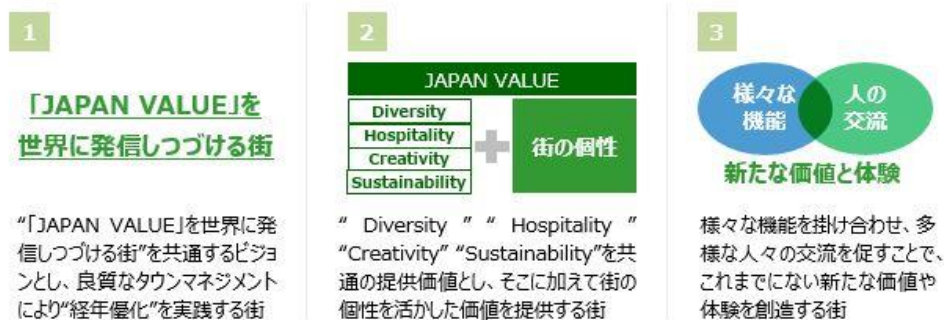 1
「JAPAN VALUE」を
世界に発信しつづける街
“「JAPAN VALUE」を世界に発
信しつづける街”を共通するビジョ
ンとし、良質なタウンマネジメント
により“経年優化”を実践する街
2
JAPAN VALUE
Diversity
Hospitality
Creativity
Sustainability
街の個性
“ Diversity ” “ Hospitality ”
“Creativity” “Sustainability”を共
通の提供価値とし、そこに加えて街の
個性を活かした価値を提供する街
3
様々な
機能
人の
交流
新たな価値と体験
様々な機能を掛け合わせ、多
様な人々の交流を促すことで、
これまでにない新たな価値や
体験を創造する街